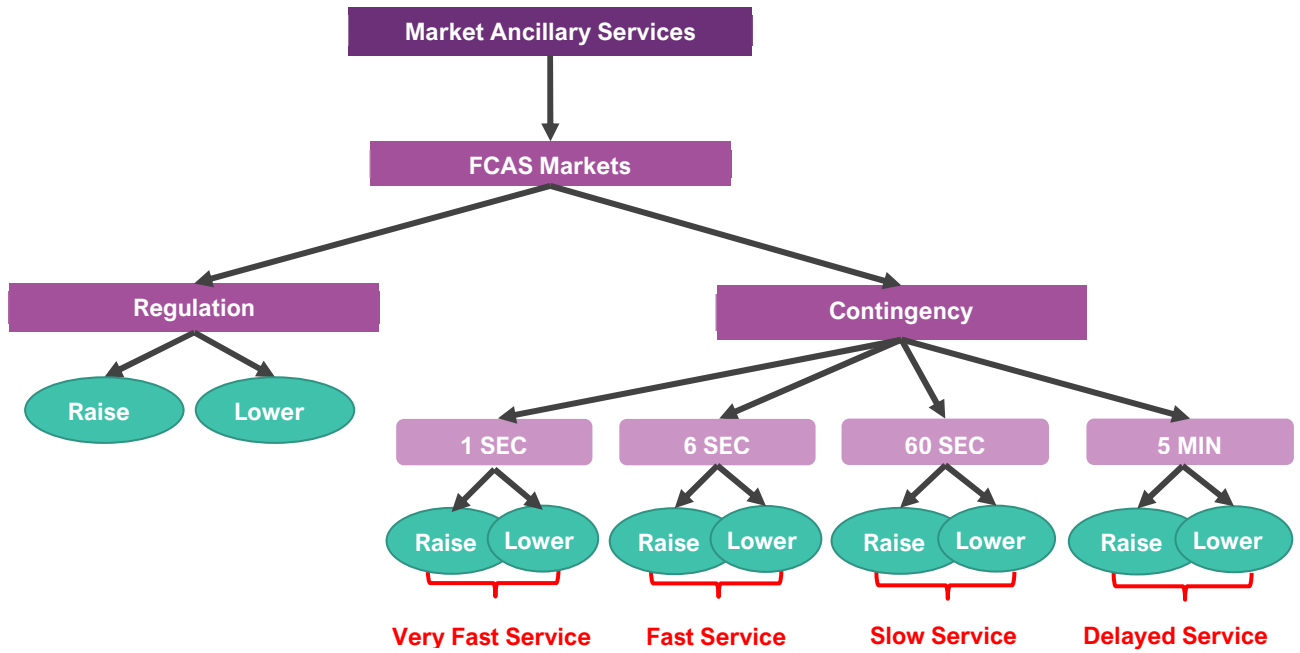 Market Ancillary Services
FCAS Markets
Regulation
Contingency
Raise
Lower
1 SEC
6 SEC
60 SEC
5 MIN
Raise
Lower
Raise
Lower
Raise
Lower
Raise
Lower
Very Fast Service
Fast Service
Slow Service
Delayed Service